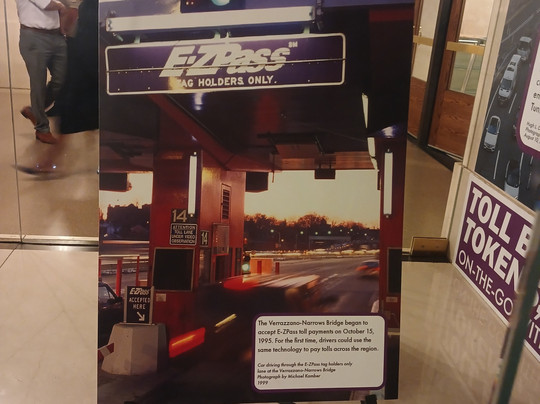 E-ZPass SM
TAG HOLDERS ONLY.
14
ATTENTION
TOLL LANE
UNDER VIDEO
OBSERVATION
14
E-ZPass
ACCEPTED
HERE
The Verrazzano-Narrows Bridge began to
accept E-ZPass toll payments on October 15,
1995. For the first time, drivers could use the
same technology to pay tolls across the region.
Car driving through the E-ZPass tag holders only
lane at the Verrazzano-Narrows Bridge
Photograph by Michael Kamber
1999
TOLL
TOKEN
ON-THE-GO